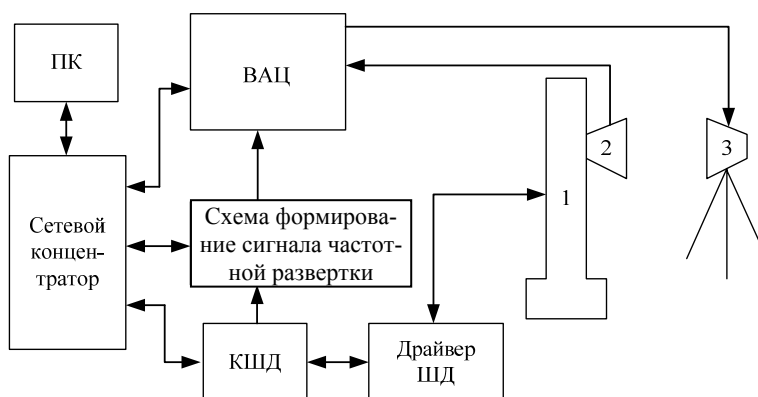 ПК
ВАЦ
2
3
1
Сетевой
концен-
тратор
Схема формирова-
ние сигнала частот-
ной развертки
КШД
Драйвер
ШД